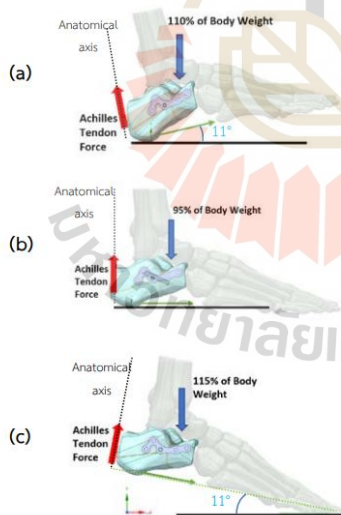 110% of Body Weight
Anatomical
axis
(a)
Achilles
Tendon
Force
11°
Anatomical
axis
95% of Body Weight
(b)
Achilles
Tendon
Force
Anatomical
axis
115% of Body
Weight
(c)
Achilles
Tendon
Force
11°